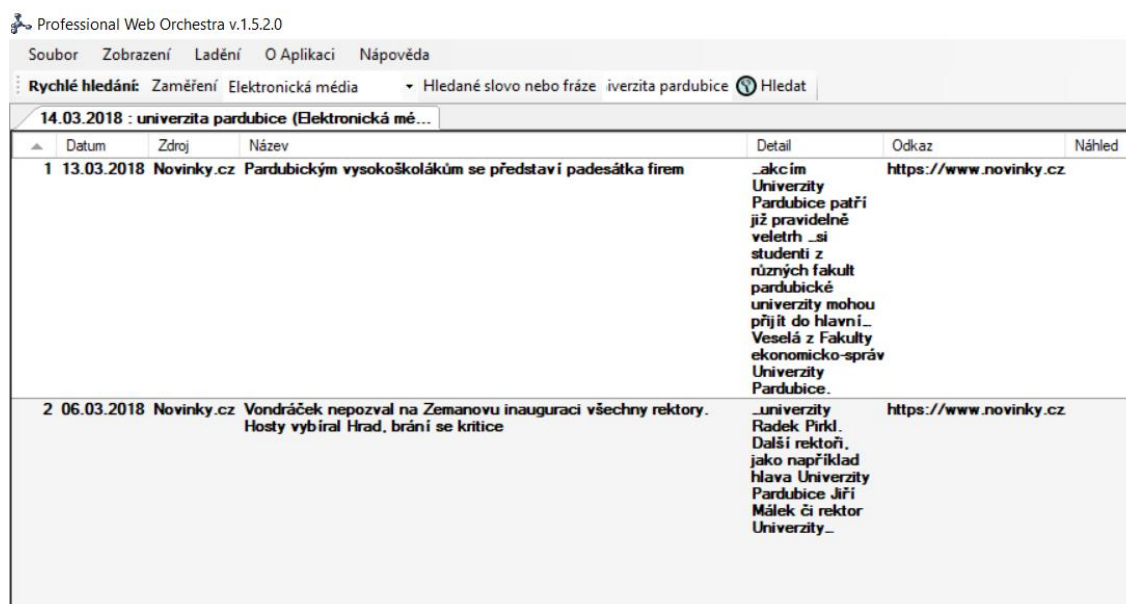 Professional Web Orchestra v.1.5.2.0
Soubor Zobrazení Ladění O Aplikaci Nápověda
Rychlé hledání: Zaměření Elektronická média Hledané slovo nebo fráze iverzita pardubice Hledat
14.03.2018 : univerzita pardubice (Elektronická mé...
Datum Zdroj Název Detail Odkaz Náhled
1 13.03.2018 Novinky.cz Pardubickým vysokoškolákům se představí padesátka firem
...akcím
Univerzity
Pardubice patří
již pravidelně
veletrh ...si
studenti z
různých fakult
pardubické
univerzity mohou
přijít do hlavní...
Veselá z Fakulty
ekonomicko-správ
Univerzity
Pardubice.
https://www.novinky.cz
2 06.03.2018 Novinky.cz Vondráček nepozval na Zemanovu inauguraci všechny rektory.
Hosty vybíral Hrad, brání se kritice
...univerzity
Radek Pirkl.
Další rektoři,
jako například
hlava Univerzity
Pardubice Jiří
Málek či rektor
Univerzity...
https://www.novinky.cz